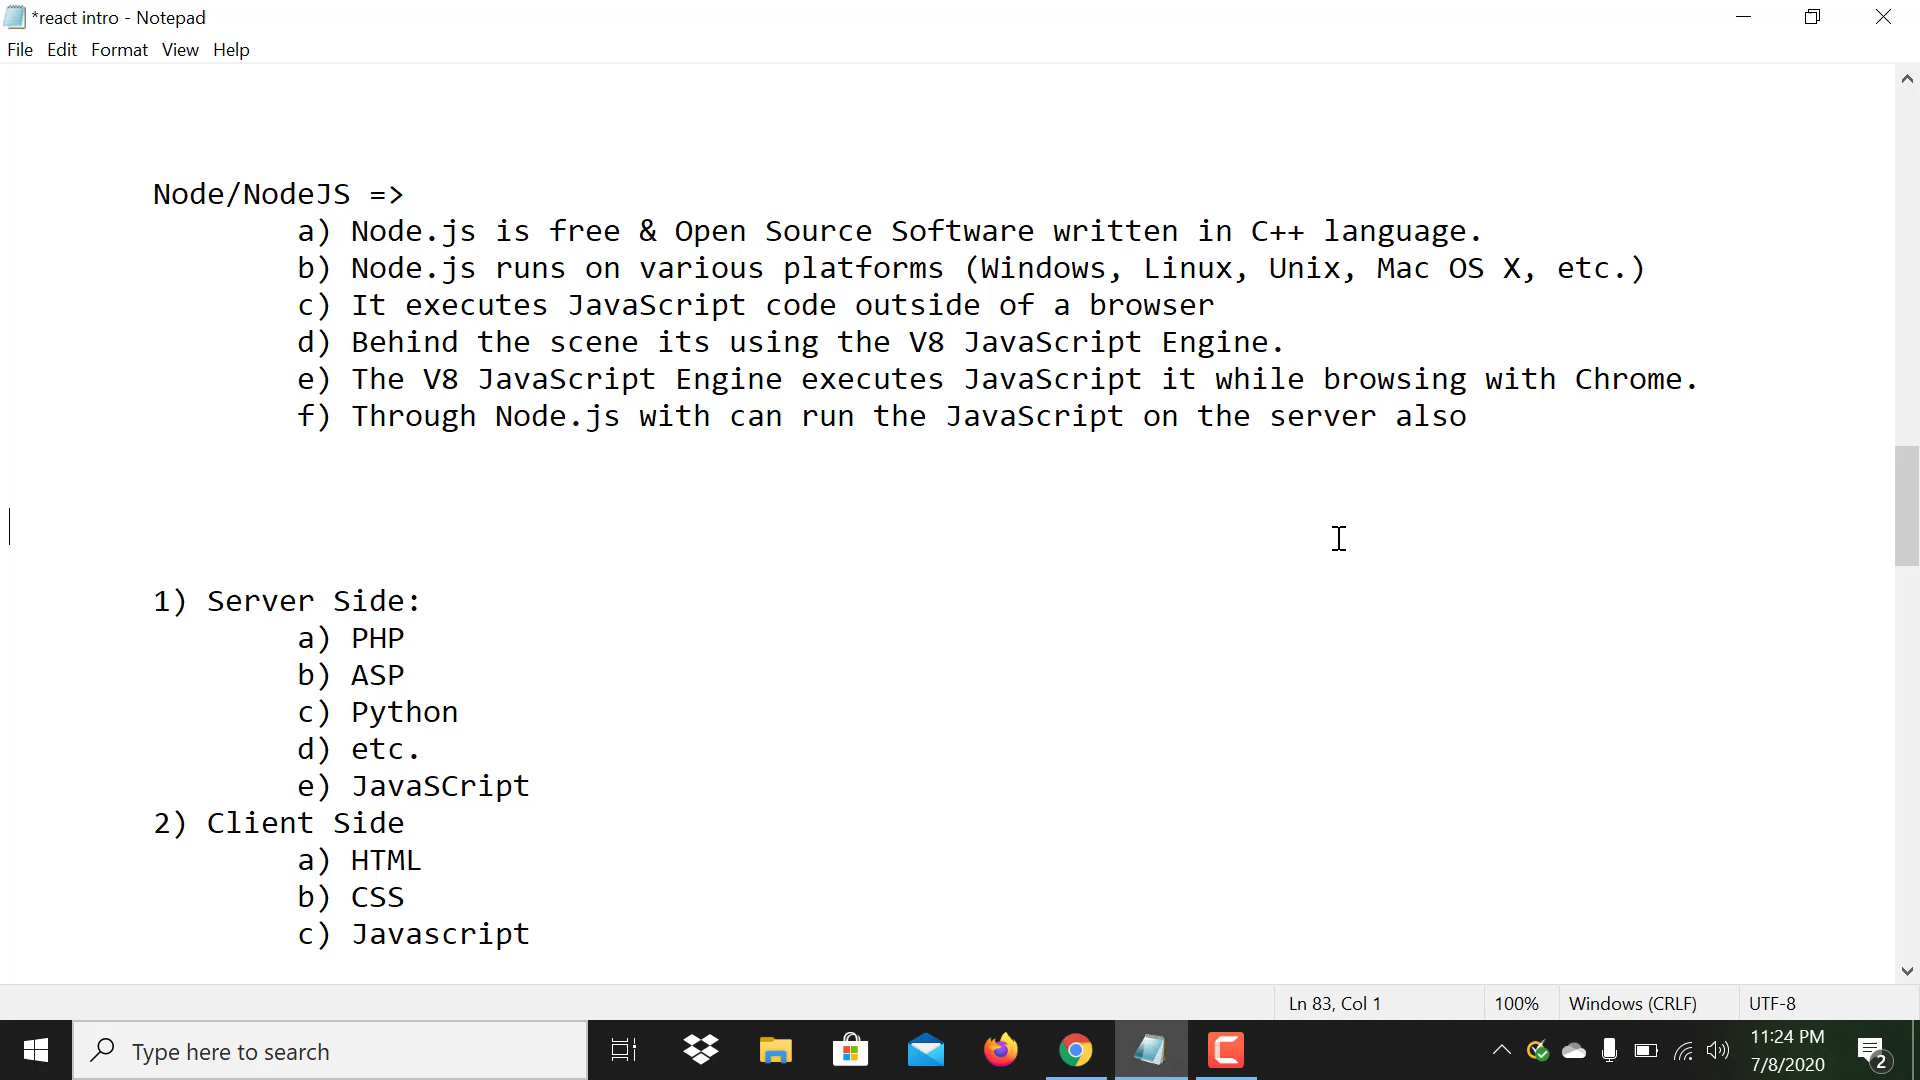 *react intro - Notepad
File Edit Format View Help
Node/NodeJS =>
a) Node.js is free & Open Source Software written in C++ language.
b) Node.js runs on various platforms (Windows, Linux, Unix, Mac OS X, etc.)
c) It executes JavaScript code outside of a browser
d) Behind the scene its using the V8 JavaScript Engine.
e) The V8 JavaScript Engine executes JavaScript it while browsing with Chrome.
f) Through Node.js with can run the JavaScript on the server also
1) Server Side:
a) PHP
b) ASP
c) Python
d) etc.
e) JavaSCript
2) Client Side
a) HTML
b) CSS
c) Javascript
Ln 83, Col 1 100% Windows (CRLF) UTF-8
Type here to search
11:24 PM
7/8/2020
2